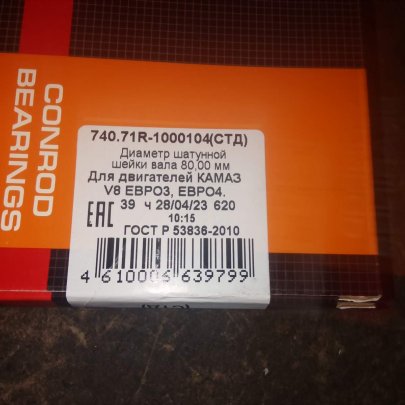 CONROD
BEARINGS
740.71R-1000104(СТД)
Диаметр шатунной
шейки вала 80,00 мм
Для двигателей КАМАЗ
V8 ЕВРО3, ЕВРО4.
EAC 39 ч 28/04/23 620
10:15
ГОСТ Р 53836-2010
4 610006 639799